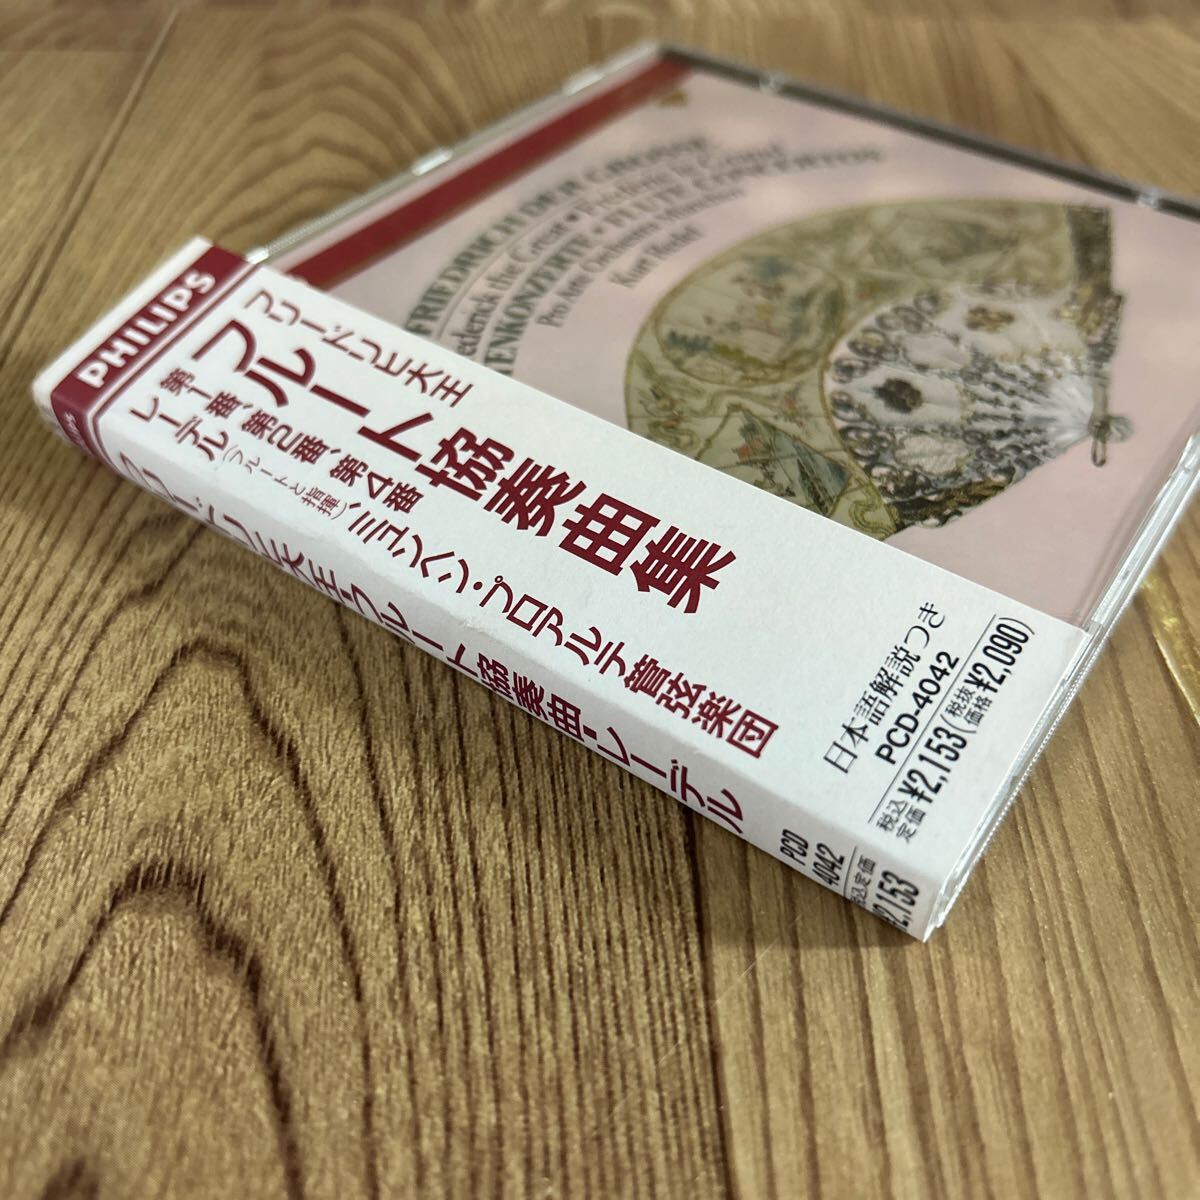 PHILIPS
フリードリヒ大王
フルート協奏曲集
第1番、第2番、第4番
レーデル(フルートと指揮)、ミュンヘン・プロアルテ管弦楽団
日本語解説つき
PCD-4042
税込定価¥2,153(税抜価格¥2,090)
フリードリヒ大王:フルート協奏曲・レーデル
PCD
4042
税込定価
¥2,153
FRIEDRICH DER GROSSE
Frederick the Great • Frédéric le Grand
FLUTE CONCERTOS
Pro Arte Orchestra München
Kurt Redel